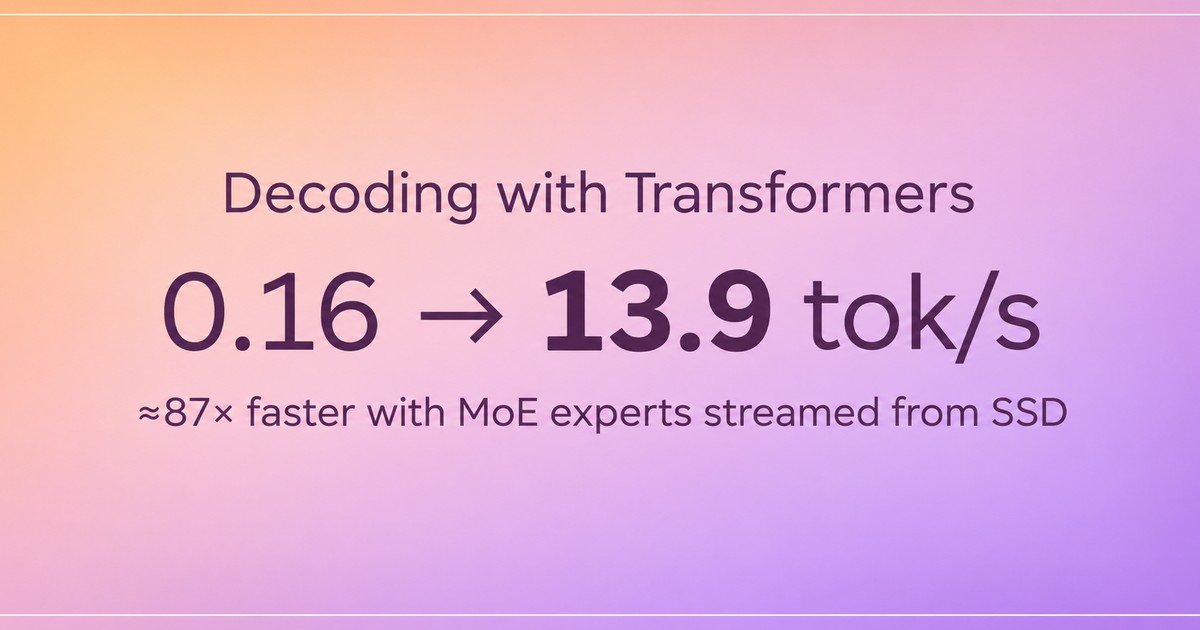 Decoding with Transformers
0.16 → 13.9 tok/s
≈87× faster with MoE experts streamed from SSD